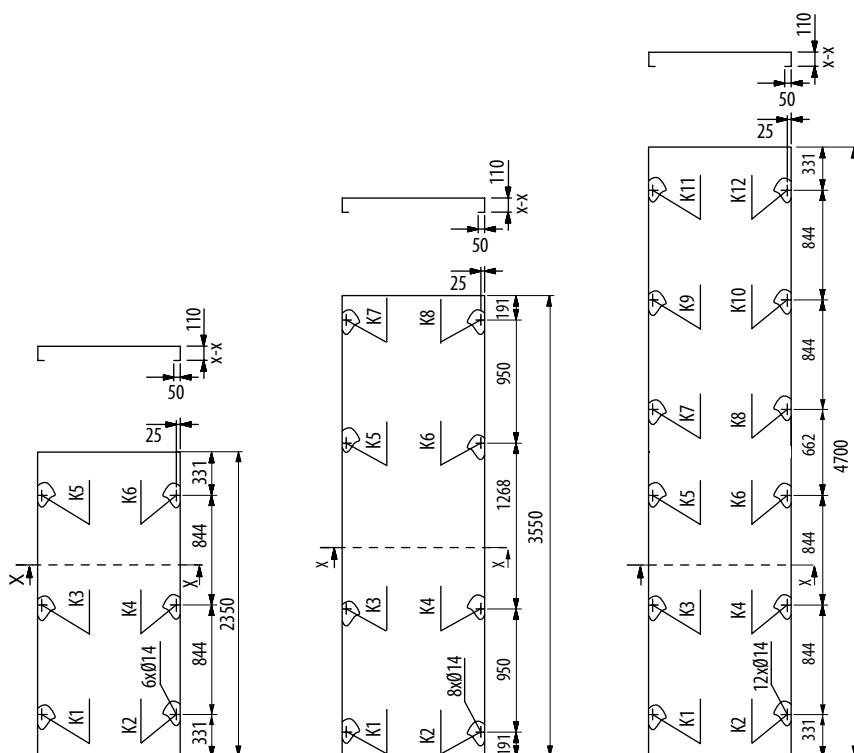 110
X-X
50
25
331
K5
K6
844
X
X
K3
K4
2350
6xØ14
844
K1
K2
331
110
X-X
50
25
K7
K8
191
950
K5
K6
1268
3550
X
X
K3
K4
950
8xØ14
K1
K2
191
110
X-X
50
25
331
K11
K12
844
K9
K10
844
K7
K8
662
4700
K5
K6
844
X
K3
K4
844
12xØ14
K1
K2
331